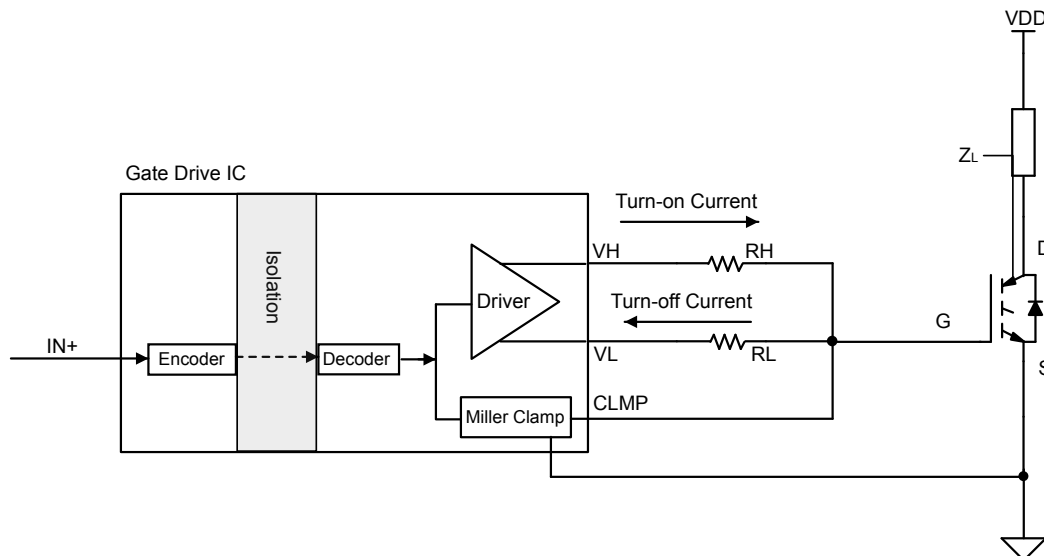 VDD
ZL
Gate Drive IC
Turn-on Current
Isolation
VH
RH
D
Driver
Turn-off Current
G
IN+
Encoder
Decoder
VL
RL
S
CLMP
Miller Clamp